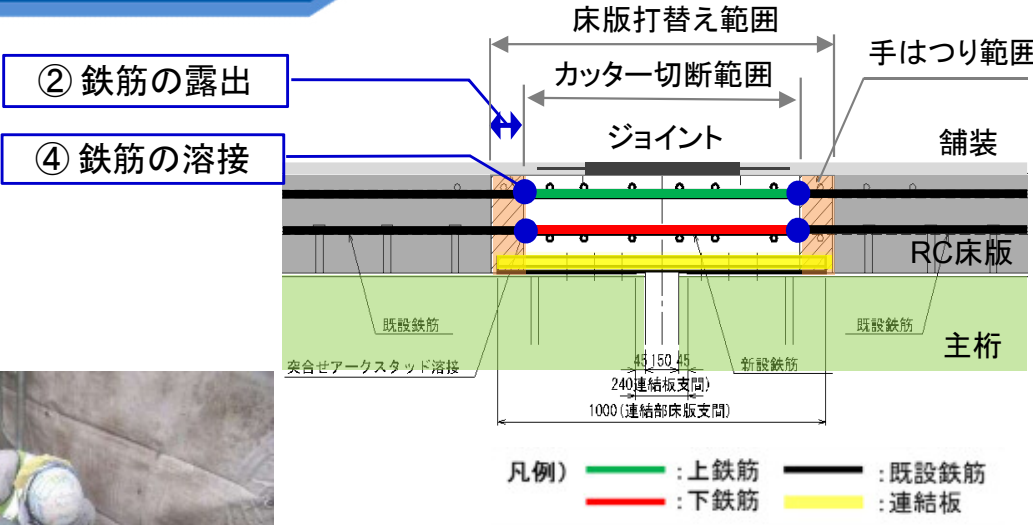 床版打替え範囲
② 鉄筋の露出
カッター切断範囲
手はつり範囲
④ 鉄筋の溶接
ジョイント
舗装
RC床版
既設鉄筋
既設鉄筋
主桁
突合せアークスタッド溶接
45 150 45
新設鉄筋
240(連結板支間)
1000(連結部床版支間)
凡例)
:上鉄筋
:既設鉄筋
:下鉄筋
:連結板